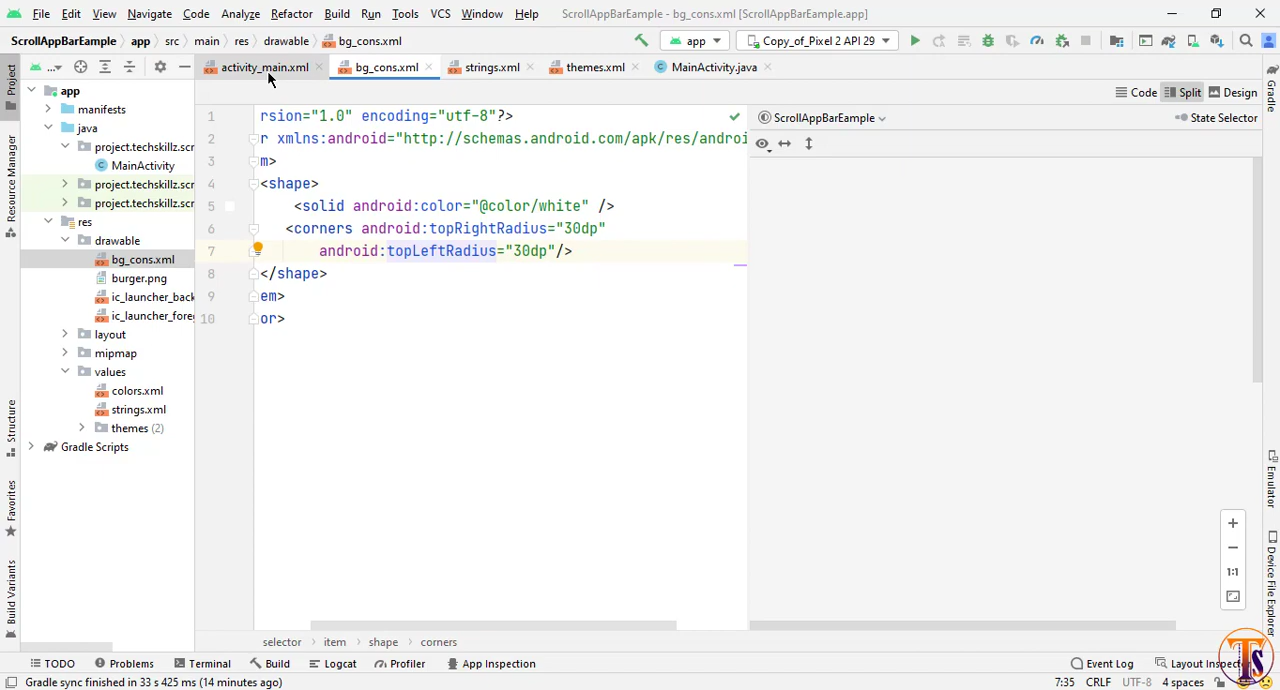 File Edit View Navigate Code Analyze Refactor Build Run Tools VCS Window Help ScrollAppBarEample - bg_cons.xml [ScrollAppBarEample.app]
ScrollAppBarEample app src main res drawable bg_cons.xml app Copy_of_Pixel 2 API 29
... activity_main.xml bg_cons.xml strings.xml themes.xml MainActivity.java
Code Split Design
Project
Resource Manager
Structure
Favorites
Build Variants
app
manifests
java
project.techskillz.scr
MainActivity
project.techskillz.scr
project.techskillz.scr
res
drawable
bg_cons.xml
burger.png
ic_launcher_back
ic_launcher_foreg
layout
mipmap
values
colors.xml
strings.xml
themes (2)
Gradle Scripts
1 rsion="1.0" encoding="utf-8"?>
2 r xmlns:android="http://schemas.android.com/apk/res/androi
3 m>
4 <shape>
5 <solid android:color="@color/white" />
6 <corners android:topRightRadius="30dp"
7 android:topLeftRadius="30dp"/>
8 </shape>
9 em>
10 or>
ScrollAppBarEample State Selector
1:1
Gradle
Emulator
Device File Explorer
selector item shape corners
TODO Problems Terminal Build Logcat Profiler App Inspection Event Log Layout Inspector
Gradle sync finished in 33 s 425 ms (14 minutes ago) 7:35 CRLF UTF-8 4 spaces
TS